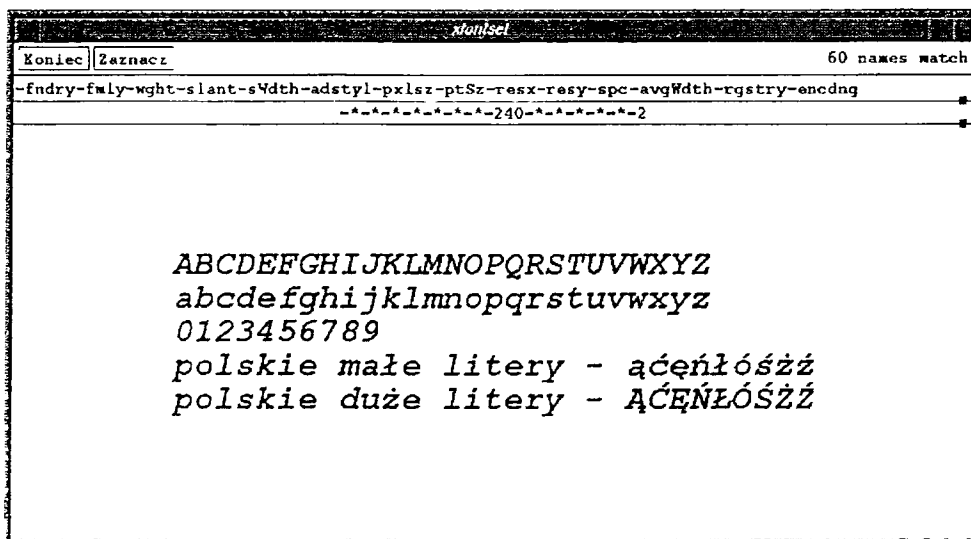 xfontsel
Koniec Zaznacz 60 names match
-fndry-fmly-wght-slant-sWdth-adstyl-pxlsz-ptSz-resx-resy-spc-avgWdth-rgstry-encdng
-*-*-*-*-*-*-*-240-*-*-*-*-*-2
ABCDEFGHIJKLMNOPQRSTUVWXYZ
abcdefghijklmnopqrstuvwxyz
0123456789
polskie małe litery - ąćęńłóśżź
polskie duże litery - ĄĆĘŃŁÓŚŻŹ